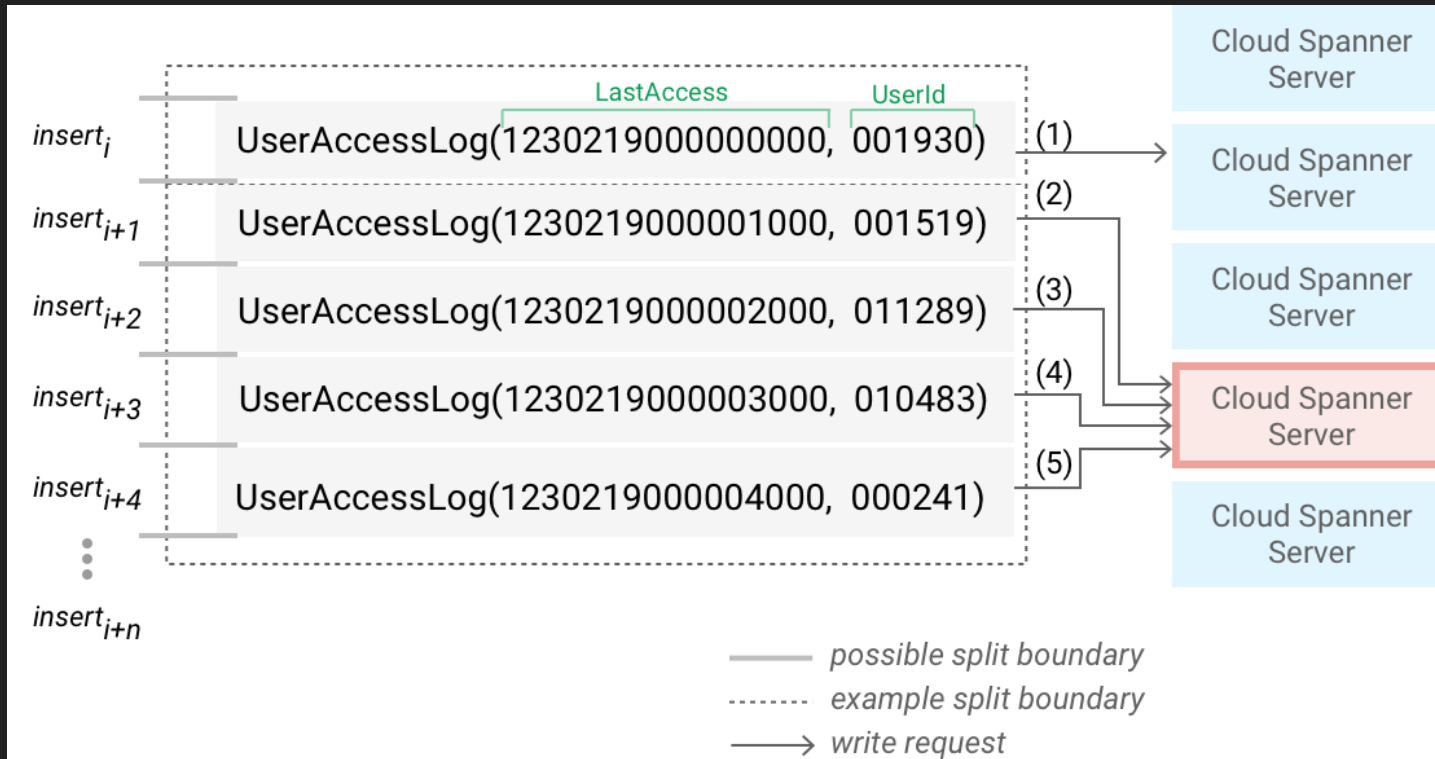 Cloud Spanner
Server
LastAccess
UserId
insert_i
UserAccessLog(1230219000000000, 001930)
(1)
Cloud Spanner
Server
insert_i+1
UserAccessLog(1230219000001000, 001519)
(2)
insert_i+2
UserAccessLog(1230219000002000, 011289)
(3)
Cloud Spanner
Server
insert_i+3
UserAccessLog(1230219000003000, 010483)
(4)
Cloud Spanner
Server
insert_i+4
UserAccessLog(1230219000004000, 000241)
(5)
Cloud Spanner
Server
insert_i+n
possible split boundary
example split boundary
write request